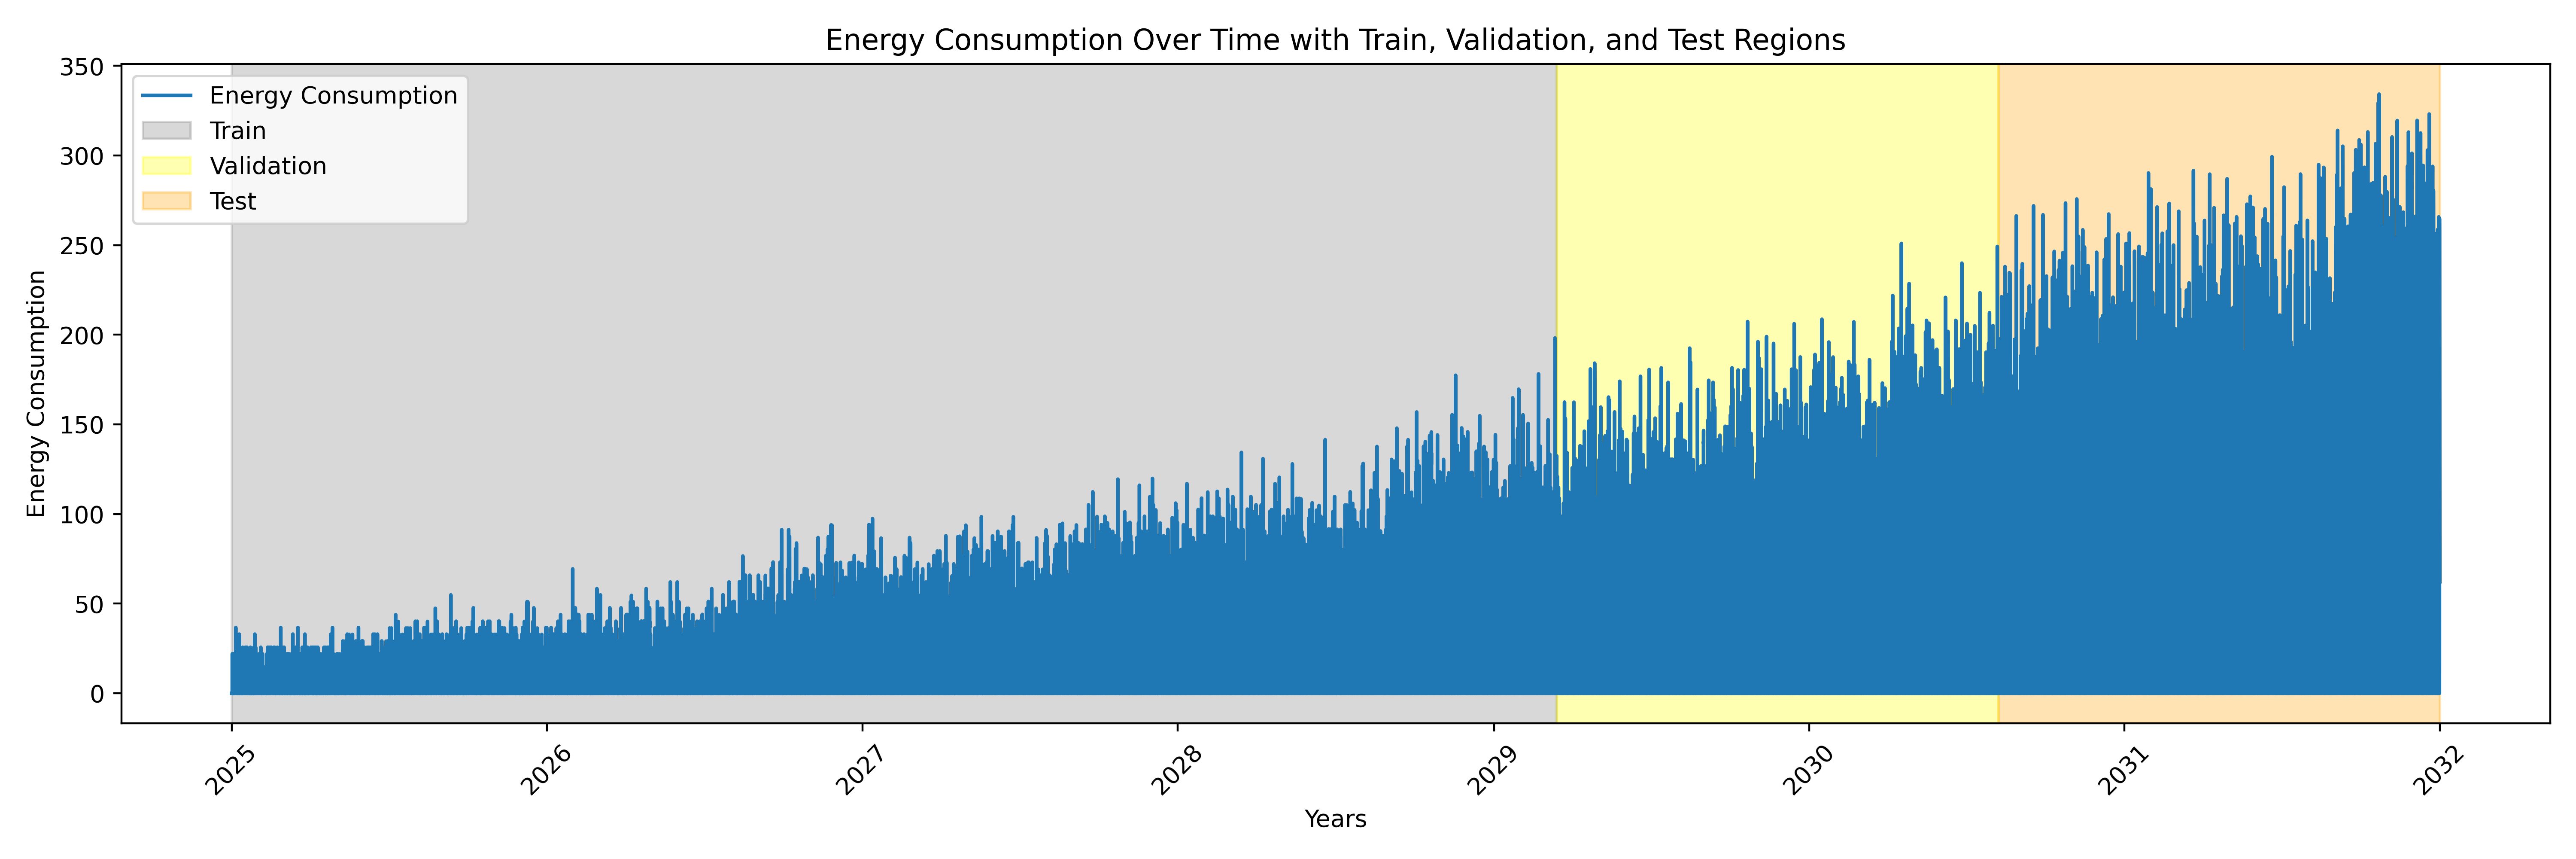 Energy Consumption Over Time with Train, Validation, and Test Regions
Energy Consumption
Train
Validation
Test
350
300
250
200
150
100
50
0
Energy Consumption
2025
2026
2027
2028
2029
2030
2031
2032
Years